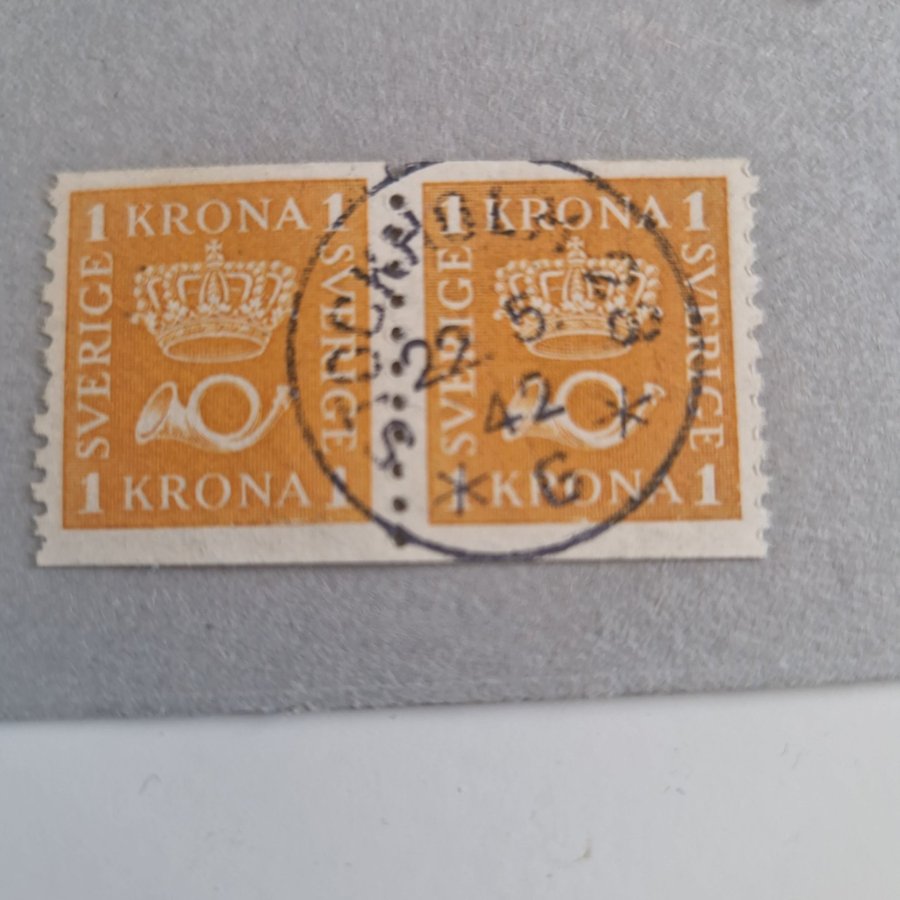 1 KRONA 1
SVERIGE
SVERIGE
1 KRONA 1
1 KRONA 1
SVERIGE
SVERIGE
1 KRONA 1
STOCKHOLM
22. 5.
42
* 6 *